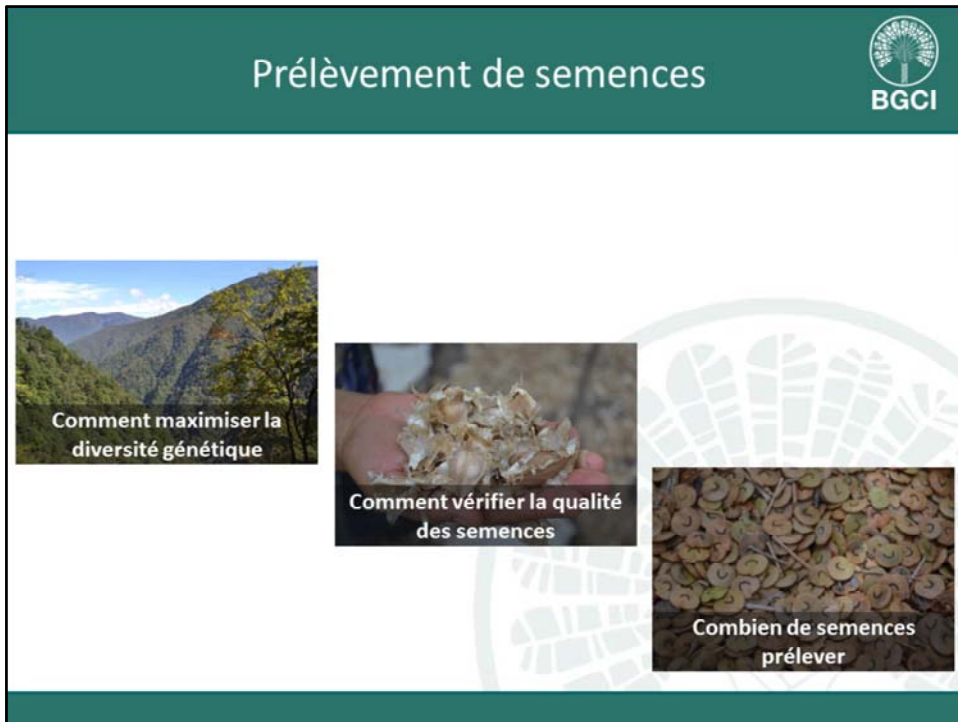 Prélèvement de semences
BGCI
Comment maximiser la
diversité génétique
Comment vérifier la qualité
des semences
Combien de semences
prélever